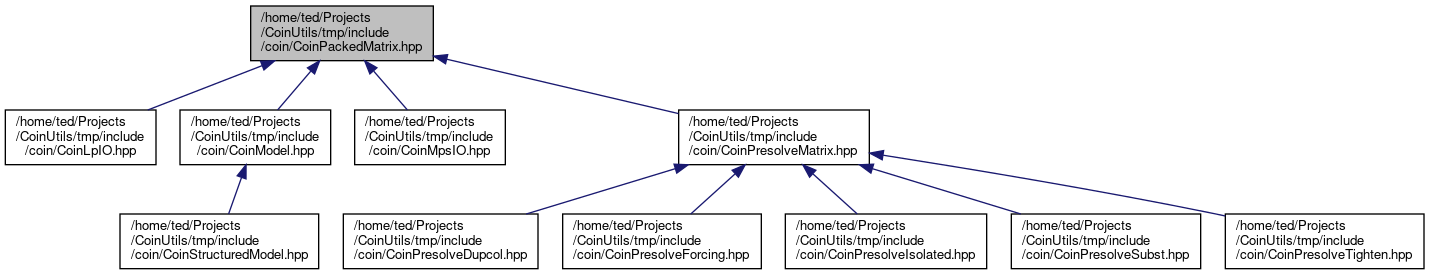 /home/ted/Projects
/CoinUtils/tmp/include
/coin/CoinPackedMatrix.hpp
/home/ted/Projects
/CoinUtils/tmp/include
/coin/CoinLpIO.hpp
/home/ted/Projects
/CoinUtils/tmp/include
/coin/CoinModel.hpp
/home/ted/Projects
/CoinUtils/tmp/include
/coin/CoinMpsIO.hpp
/home/ted/Projects
/CoinUtils/tmp/include
/coin/CoinPresolveMatrix.hpp
/home/ted/Projects
/CoinUtils/tmp/include
/coin/CoinStructuredModel.hpp
/home/ted/Projects
/CoinUtils/tmp/include
/coin/CoinPresolveDupcol.hpp
/home/ted/Projects
/CoinUtils/tmp/include
/coin/CoinPresolveForcing.hpp
/home/ted/Projects
/CoinUtils/tmp/include
/coin/CoinPresolveIsolated.hpp
/home/ted/Projects
/CoinUtils/tmp/include
/coin/CoinPresolveSubst.hpp
/home/ted/Projects
/CoinUtils/tmp/include
/coin/CoinPresolveTighten.hpp